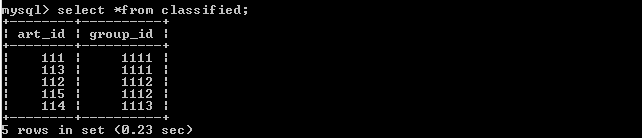 mysql> select *from classified;
+--------+----------+
| art_id | group_id |
+--------+----------+
|    111 |     1111 |
|    113 |     1111 |
|    112 |     1112 |
|    115 |     1112 |
|    114 |     1113 |
+--------+----------+
5 rows in set (0.23 sec)